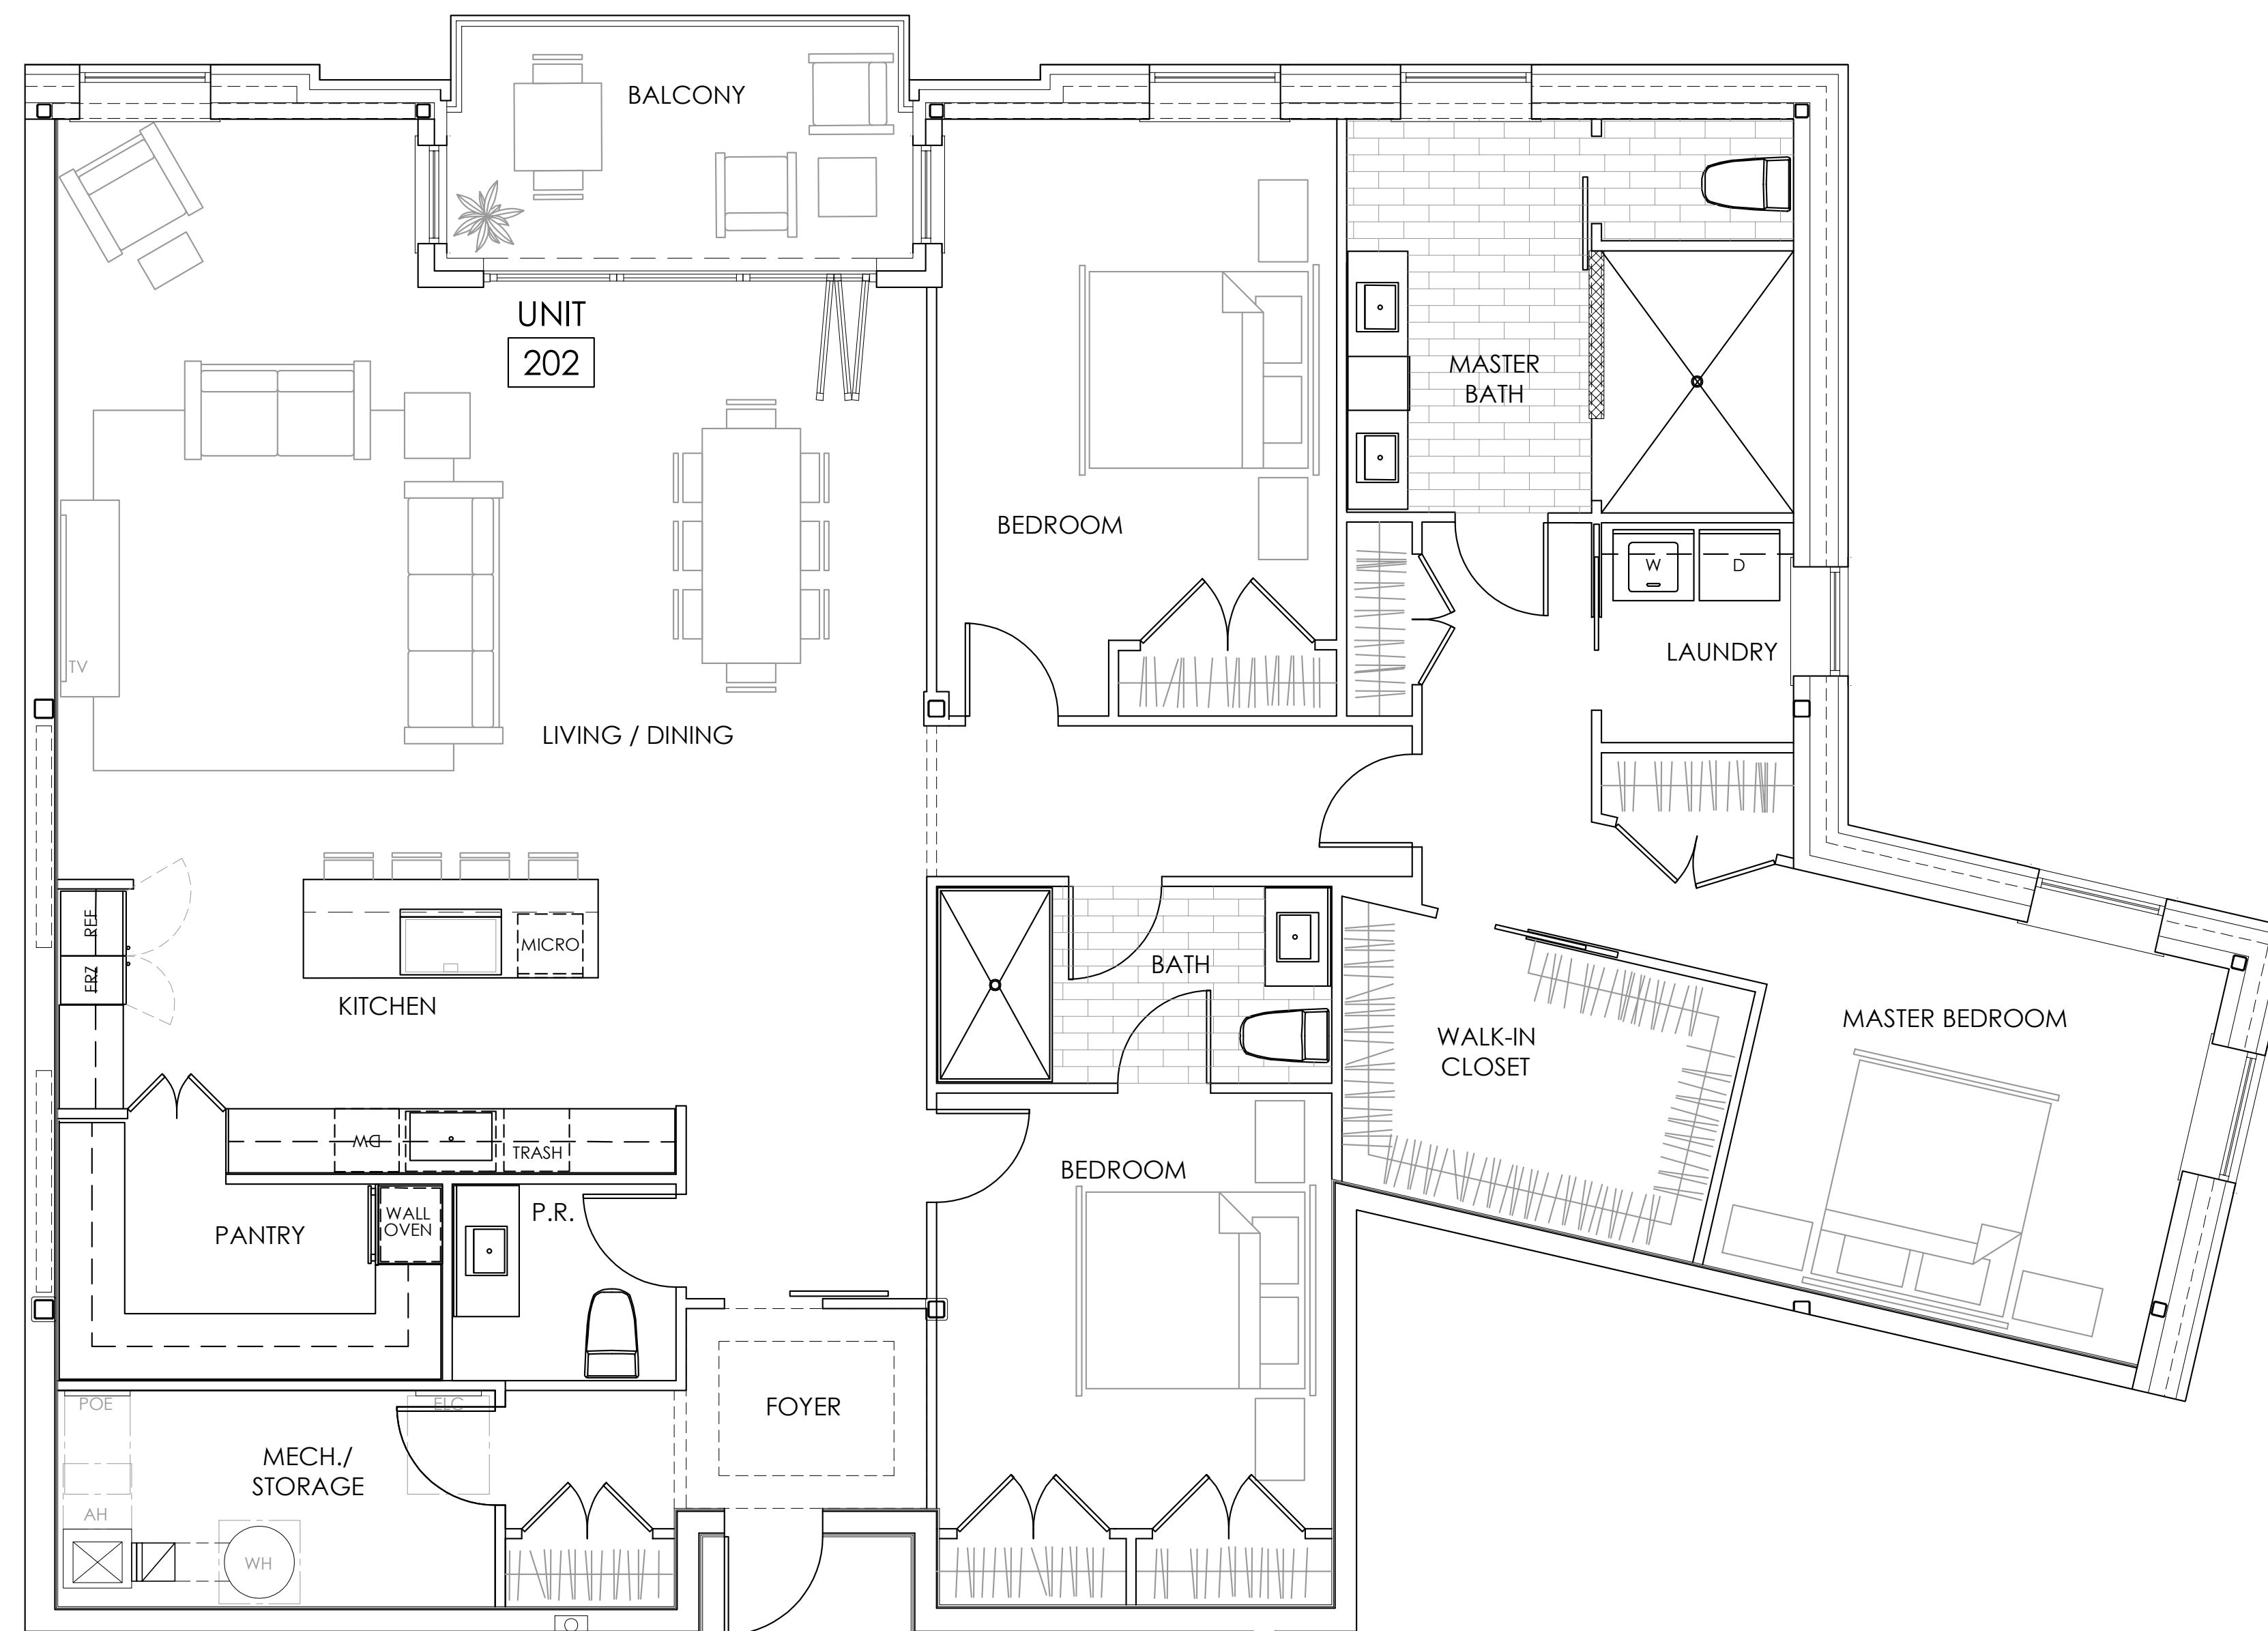 BALCONY
UNIT
202
MASTER
BATH
BEDROOM
W
D
LAUNDRY
TV
LIVING / DINING
REF
FRZ
MICRO
KITCHEN
BATH
WALK-IN
CLOSET
MASTER BEDROOM
DW
TRASH
BEDROOM
P.R.
WALL
OVEN
PANTRY
FOYER
POE
ELC
MECH./
STORAGE
AH
WH